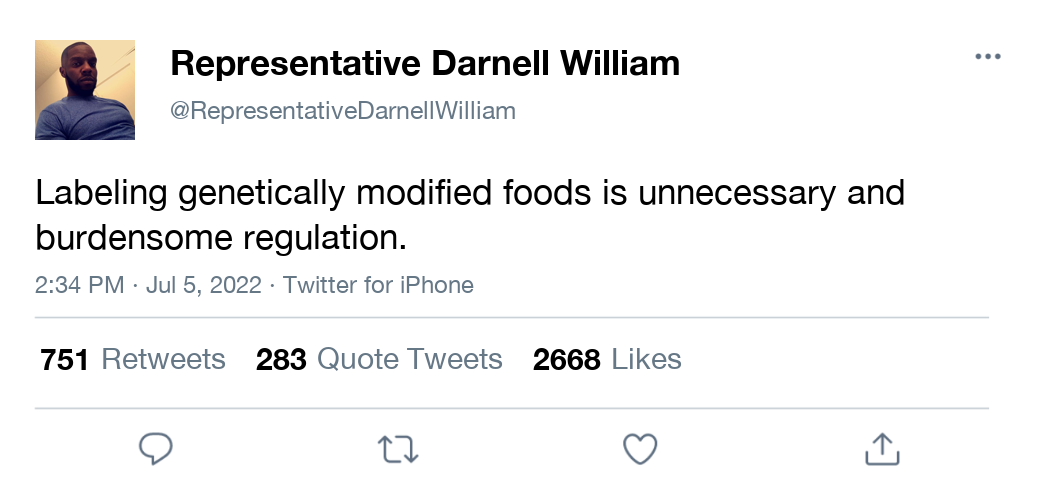 Representative Darnell William
@RepresentativeDarnellWilliam
Labeling genetically modified foods is unnecessary and
burdensome regulation.
2:34 PM · Jul 5, 2022 · Twitter for iPhone
751 Retweets 283 Quote Tweets 2668 Likes